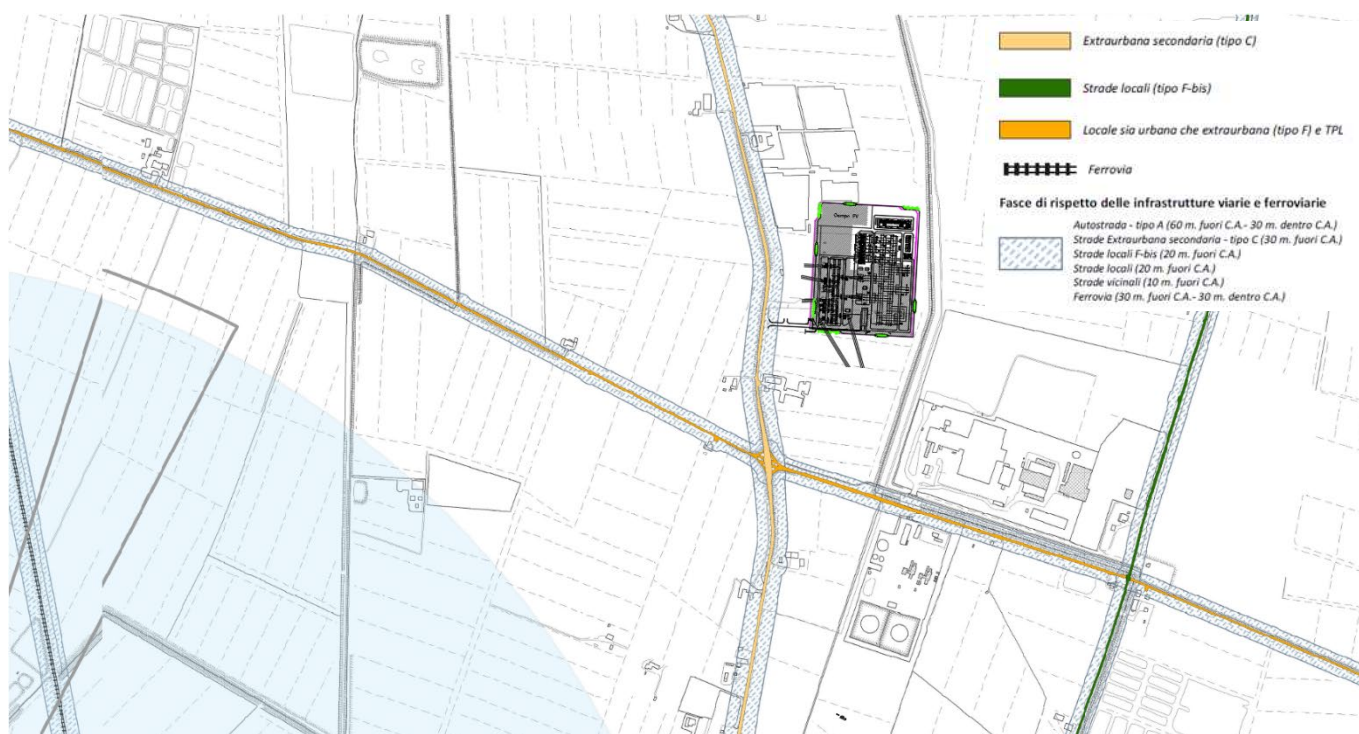 Extraurbana secondaria (tipo C)
Strade locali (tipo F-bis)
Locale sia urbana che extraurbana (tipo F) e TPL
Ferrovia
Fasce di rispetto delle infrastrutture viarie e ferroviarie
Autostrada - tipo A (60 m. fuori C.A.- 30 m. dentro C.A.)
Strade Extraurbana secondaria - tipo C (30 m. fuori C.A.)
Strade locali F-bis (20 m. fuori C.A.)
Strade locali (20 m. fuori C.A.)
Strade vicinali (10 m. fuori C.A.)
Ferrovia (30 m. fuori C.A.- 30 m. dentro C.A.)
Campo PV